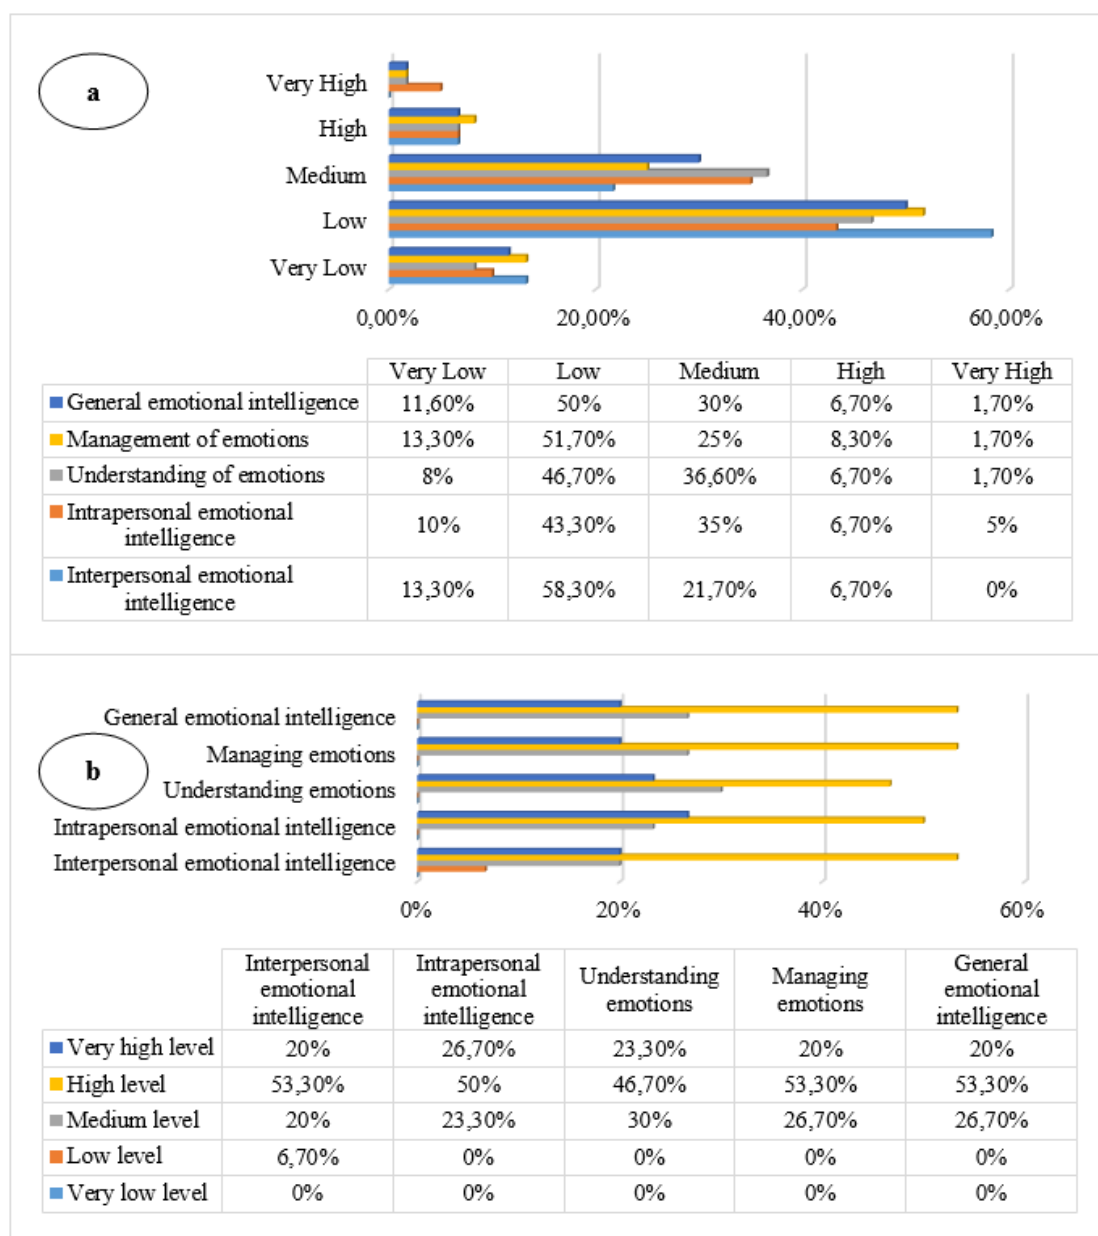 a
Very High
High
Medium
Low
Very Low
0,00% 20,00% 40,00% 60,00%
Very Low Low Medium High Very High
General emotional intelligence 11,60% 50% 30% 6,70% 1,70%
Management of emotions 13,30% 51,70% 25% 8,30% 1,70%
Understanding of emotions 8% 46,70% 36,60% 6,70% 1,70%
Intrapersonal emotional
intelligence 10% 43,30% 35% 6,70% 5%
Interpersonal emotional
intelligence 13,30% 58,30% 21,70% 6,70% 0%
b
General emotional intelligence
Managing emotions
Understanding emotions
Intrapersonal emotional intelligence
Interpersonal emotional intelligence
0% 20% 40% 60%
Interpersonal
emotional
intelligence
Intrapersonal
emotional
intelligence
Understanding
emotions
Managing
emotions
General
emotional
intelligence
Very high level 20% 26,70% 23,30% 20% 20%
High level 53,30% 50% 46,70% 53,30% 53,30%
Medium level 20% 23,30% 30% 26,70% 26,70%
Low level 6,70% 0% 0% 0% 0%
Very low level 0% 0% 0% 0% 0%